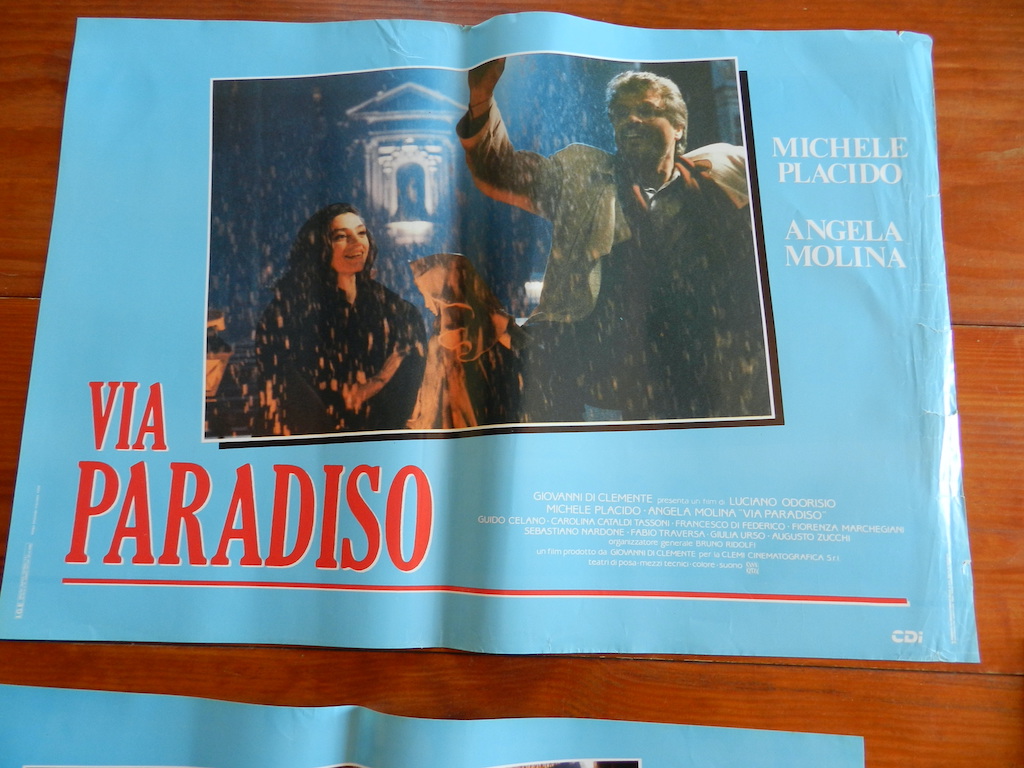 MICHELE
PLACIDO
ANGELA
MOLINA
VIA
PARADISO
GIOVANNI DI CLEMENTE presenta un film di LUCIANO ODORISIO
MICHELE PLACIDO · ANGELA MOLINA "VIA PARADISO"
GUIDO CELANO · CAROLINA CATALDI TASSONI · FRANCESCO DI FEDERICO · FIORENZA MARCHEGIANI
SEBASTIANO NARDONE · FABIO TRAVERSA · GIULIA URSO · AUGUSTO ZUCCHI
organizzatore generale BRUNO RIDOLFI
un film prodotto da GIOVANNI DI CLEMENTE per la CLEMI CINEMATOGRAFICA S.r.l.
teatri di posa · mezzi tecnici · colore · suono
CDI